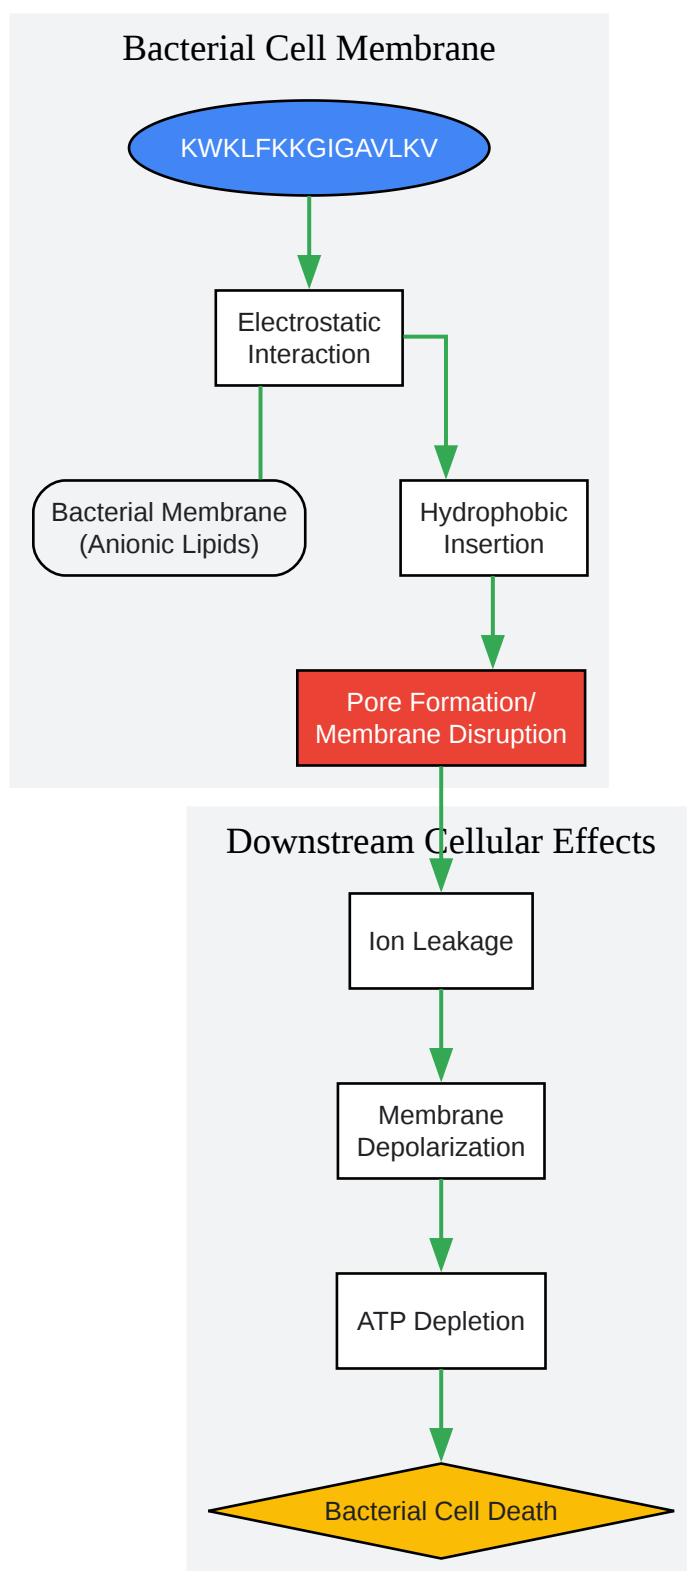 Bacterial Cell Membrane
KWKLFKKGIGAVLKV
Electrostatic
Interaction
Bacterial Membrane
(Anionic Lipids)
Hydrophobic
Insertion
Pore Formation/
Membrane Disruption
Downstream Cellular Effects
Ion Leakage
Membrane
Depolarization
ATP Depletion
Bacterial Cell Death